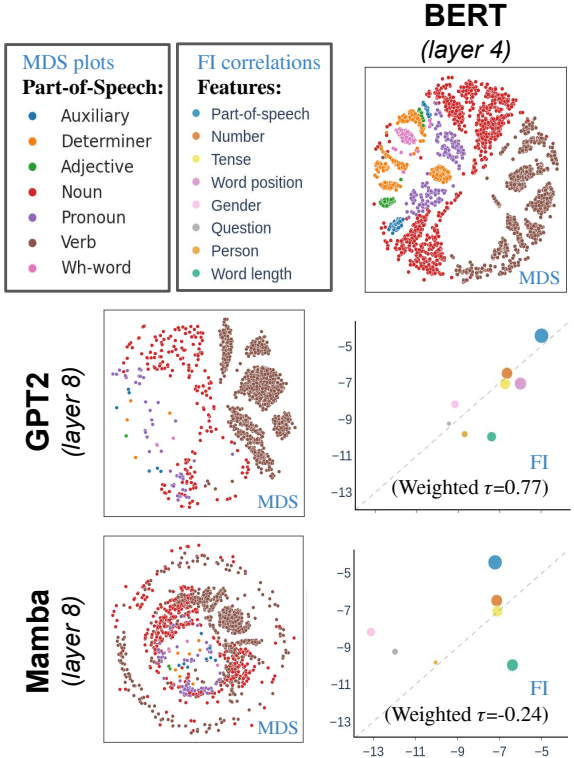 BERT
(layer 4)
MDS plots
Part-of-Speech:
Auxiliary
Determiner
Adjective
Noun
Pronoun
Verb
Wh-word
FI correlations
Features:
Part-of-speech
Number
Tense
Word position
Gender
Question
Person
Word length
MDS
GPT2
(layer 8)
MDS
−5
−7
−9
−11
−13
FI
(Weighted τ=0.77)
Mamba
(layer 8)
MDS
−5
−7
−9
−11
−13
FI
(Weighted τ=-0.24)
−13 −11 −9 −7 −5